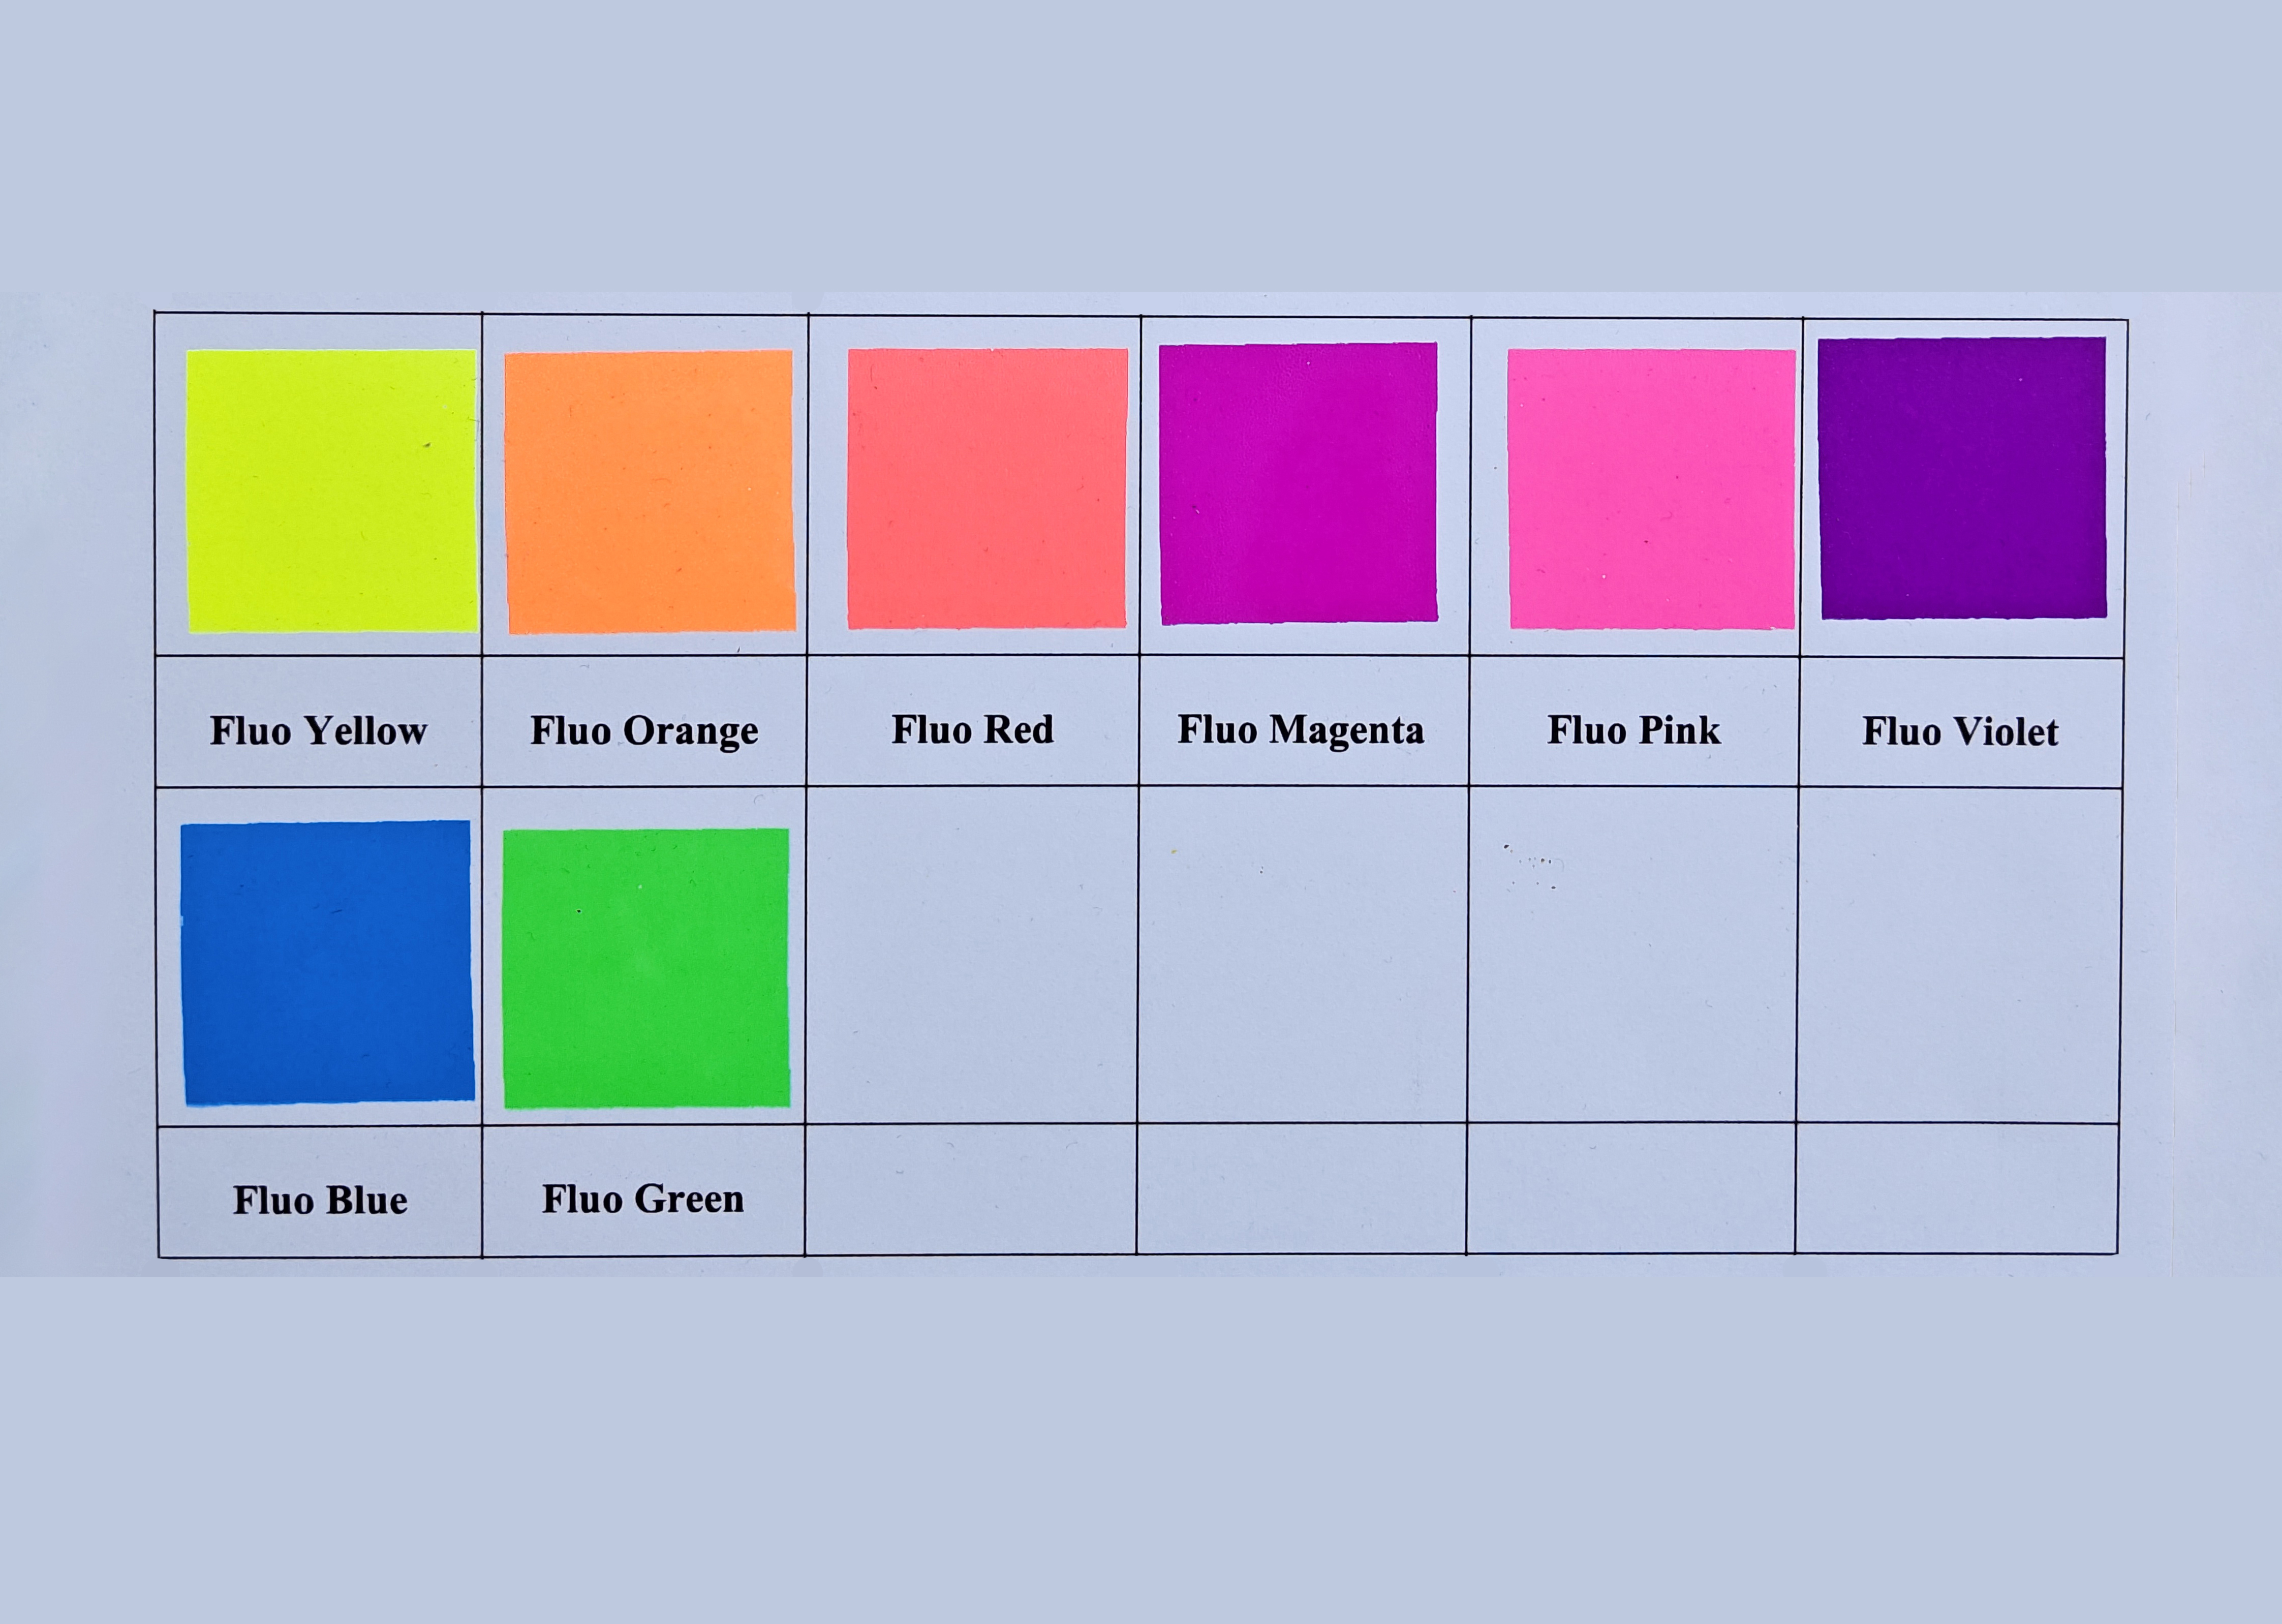 Fluo Yellow
Fluo Orange
Fluo Red
Fluo Magenta
Fluo Pink
Fluo Violet
Fluo Blue
Fluo Green